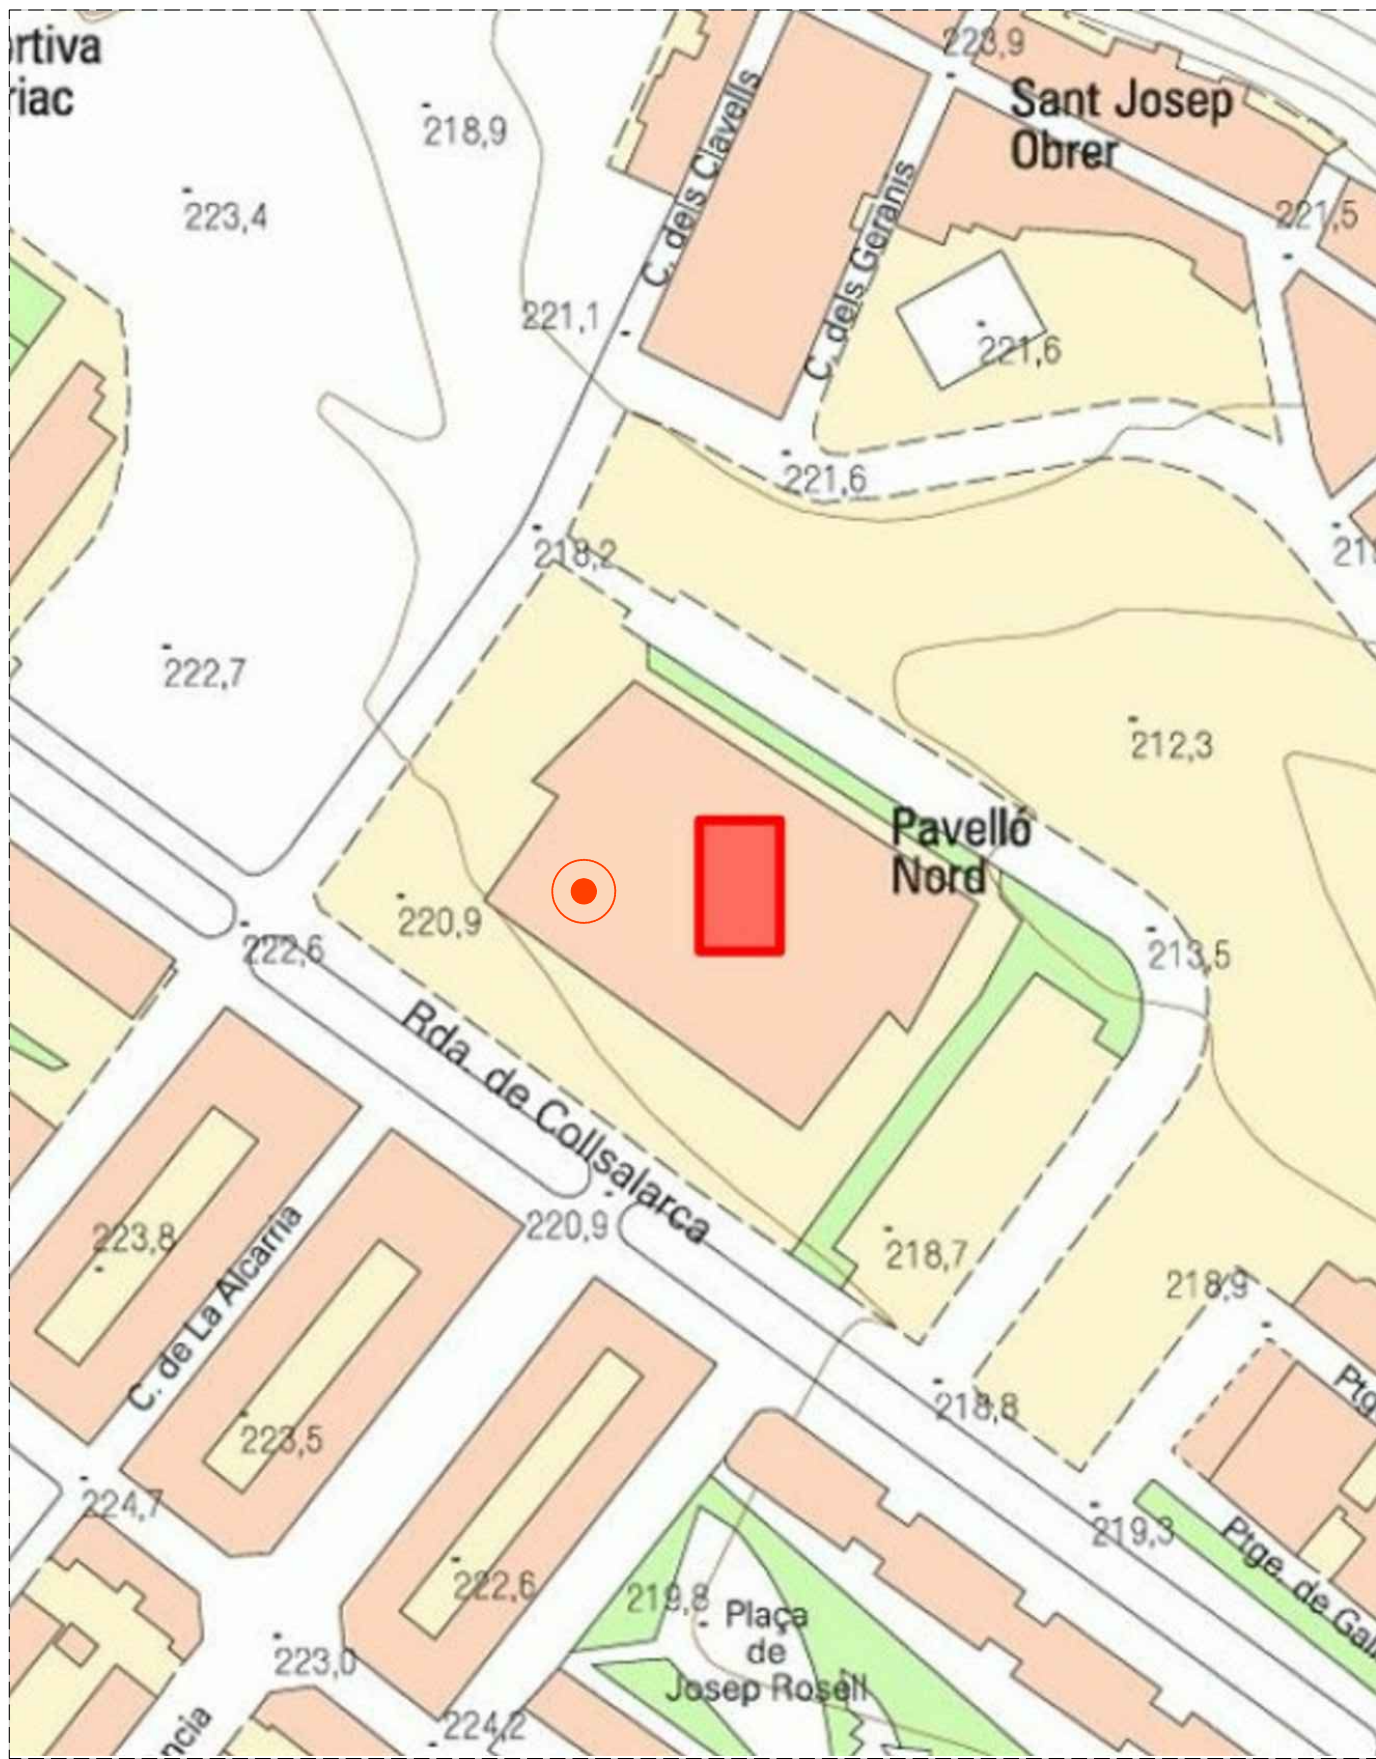 ortiva
riac
223,9
Sant Josep
Obrer
218,9
223,4
C. dels Clavells
C. dels Geranis
221,5
221,1
221,6
221,6
218,2
222,7
212,3
Pavelló
Nord
220,9
222,6
213,5
Rda. de Collsalarca
220,9
223,8
C. de La Alcarria
218,7
218,9
218,8
223,5
224,7
219,3
Ptge. de Gali
222,6
219,8
Plaça
de
Josep Rosell
223,0
224,2
ncia